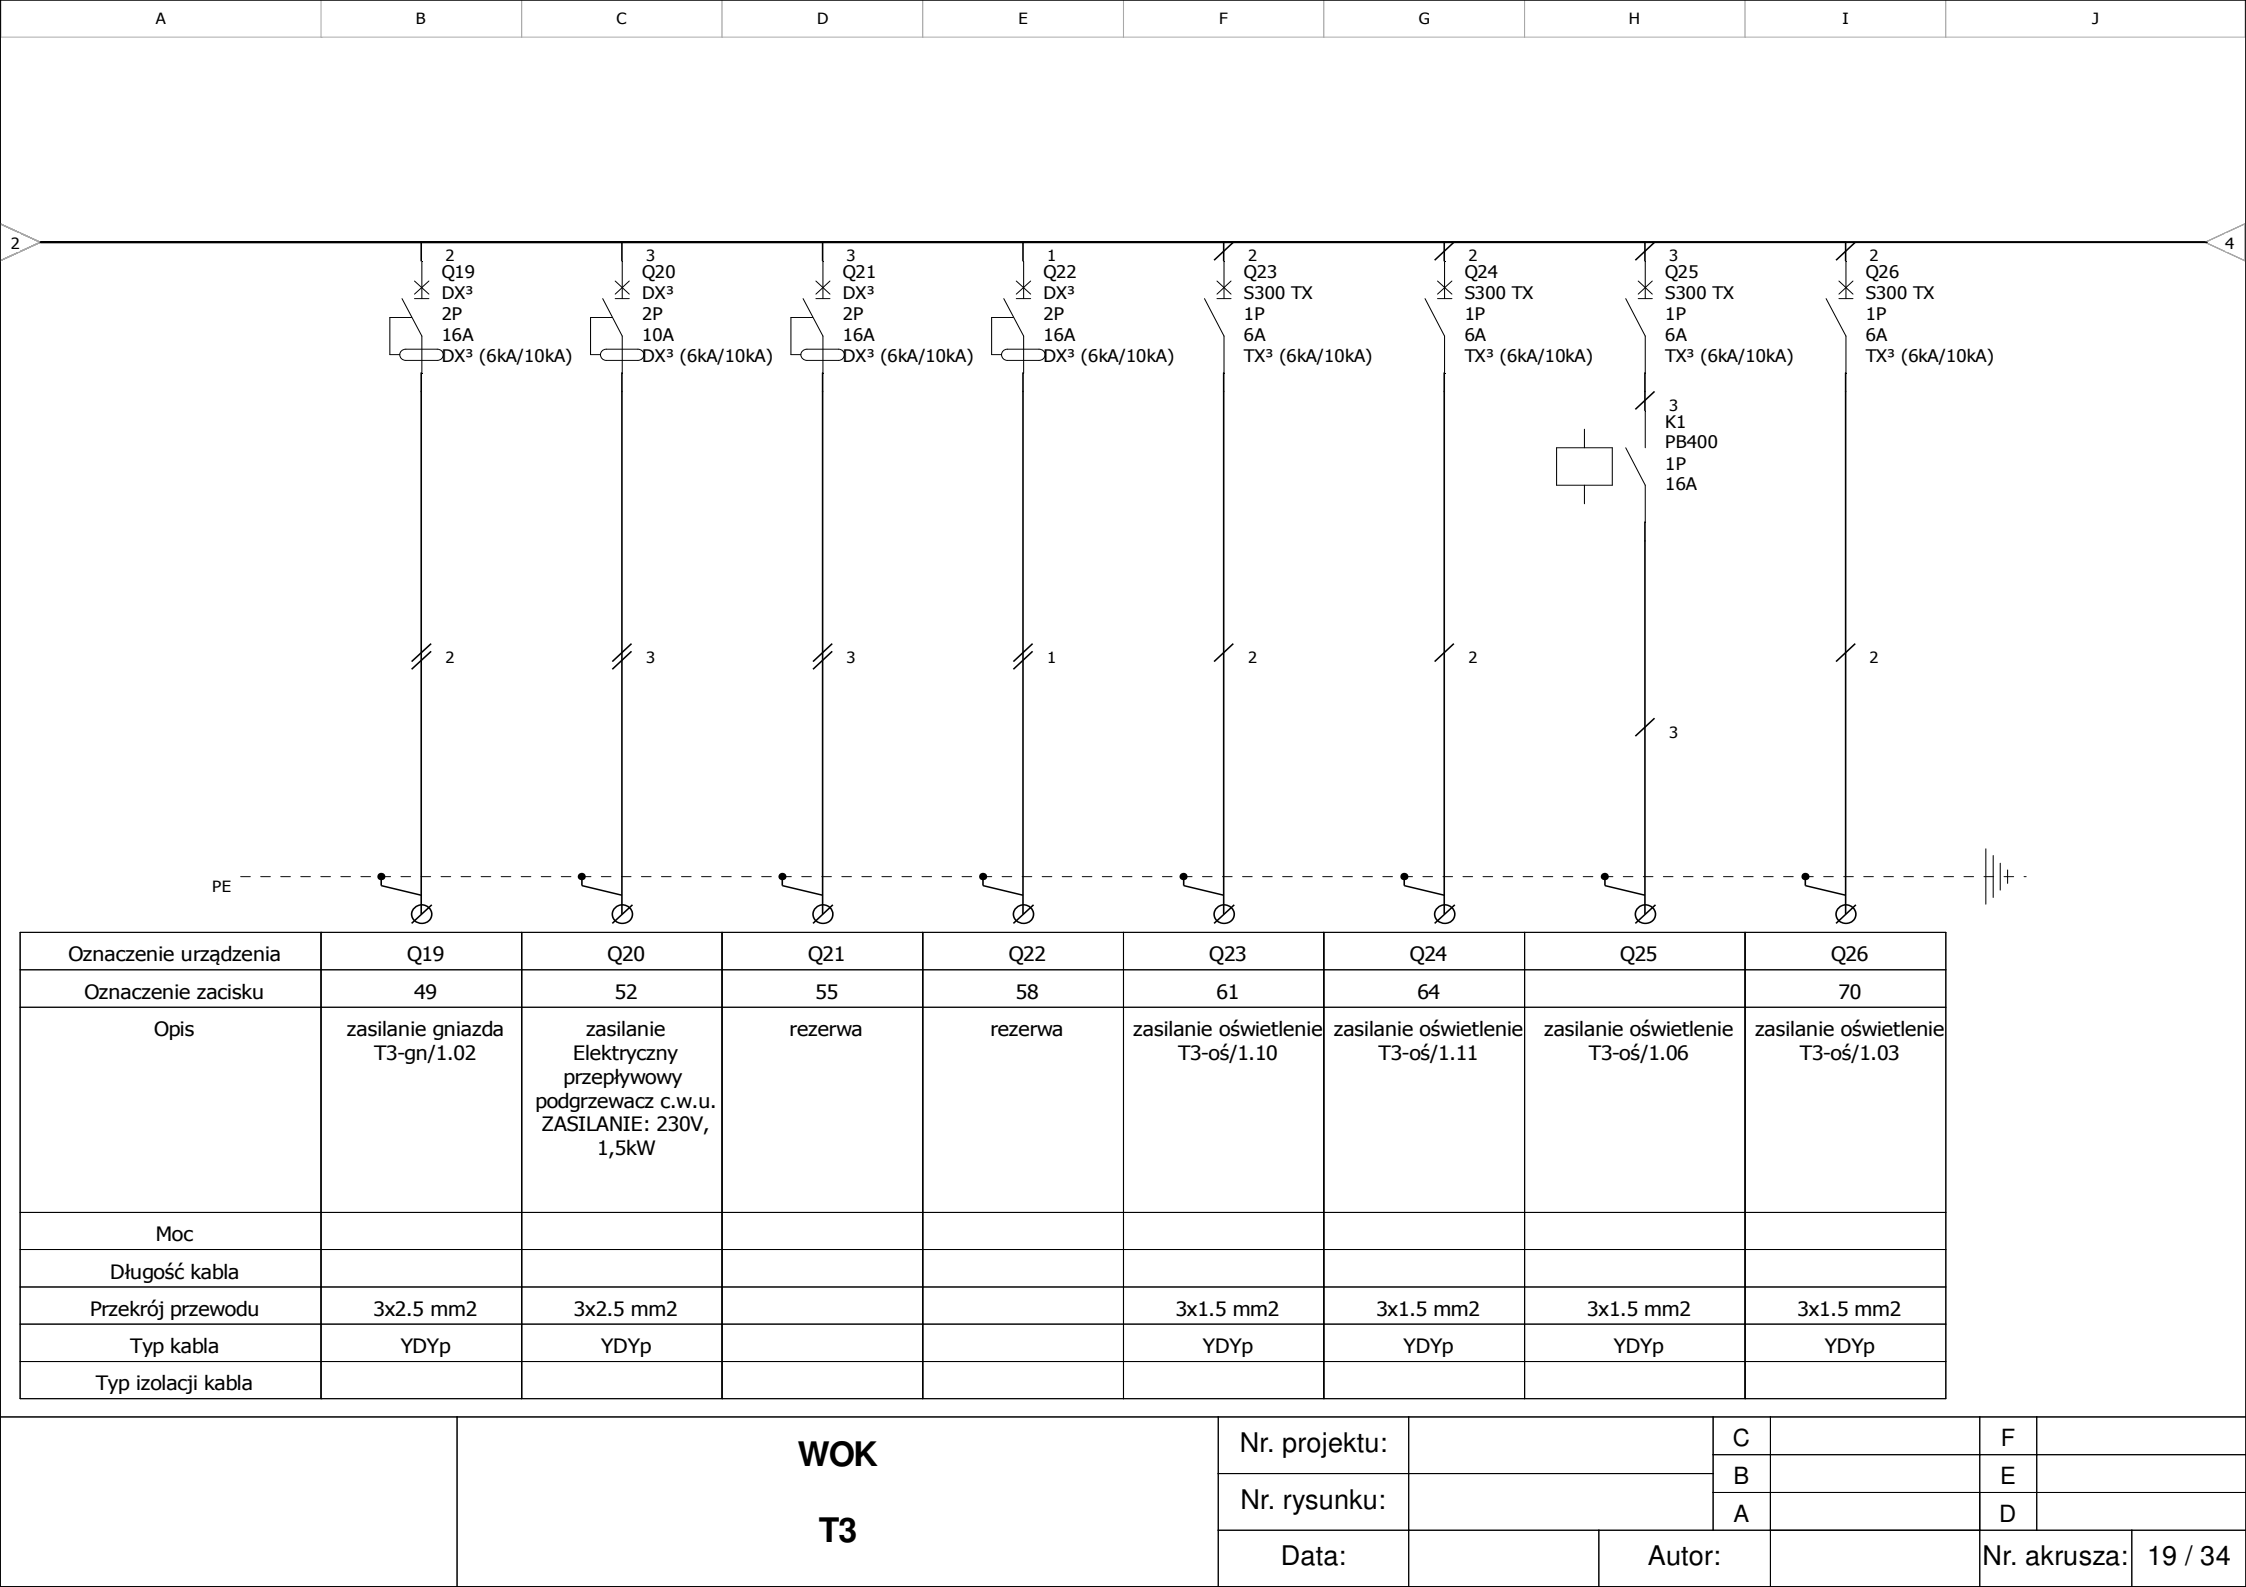 A B C D E F G H I J
2 4
2 3 3 1 2 2 3 2
Q19 Q20 Q21 Q22 Q23 Q24 Q25 Q26
DX³ DX³ DX³ DX³ S300 TX S300 TX S300 TX S300 TX
2P 2P 2P 2P 1P 1P 1P 1P
16A 10A 16A 16A 6A 6A 6A 6A
DX³ (6kA/10kA) DX³ (6kA/10kA) DX³ (6kA/10kA) DX³ (6kA/10kA) TX³ (6kA/10kA) TX³ (6kA/10kA) TX³ (6kA/10kA) TX³ (6kA/10kA)
3
K1
PB400
1P
16A
2 3 3 1 2 2 2
3
PE
Oznaczenie urządzenia Q19 Q20 Q21 Q22 Q23 Q24 Q25 Q26
Oznaczenie zacisku 49 52 55 58 61 64 70
Opis zasilanie gniazda zasilanie rezerwa rezerwa zasilanie oświetlenie zasilanie oświetlenie zasilanie oświetlenie zasilanie oświetlenie
T3-gn/1.02 Elektryczny T3-oś/1.10 T3-oś/1.11 T3-oś/1.06 T3-oś/1.03
przepływowy
podgrzewacz c.w.u.
ZASILANIE: 230V,
1,5kW
Moc
Długość kabla
Przekrój przewodu 3x2.5 mm2 3x2.5 mm2 3x1.5 mm2 3x1.5 mm2 3x1.5 mm2 3x1.5 mm2
Typ kabla YDYp YDYp YDYp YDYp YDYp YDYp
Typ izolacji kabla
WOK
T3
Nr. projektu: C F
B E
Nr. rysunku: A D
Data: Autor: Nr. akrusza: 19 / 34